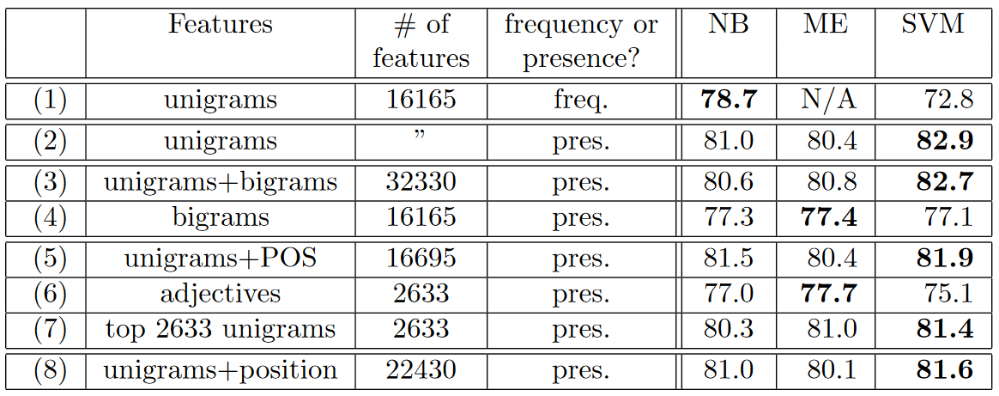 Features # of features frequency or presence? NB ME SVM
(1) unigrams 16165 freq. 78.7 N/A 72.8
(2) unigrams ” pres. 81.0 80.4 82.9
(3) unigrams+bigrams 32330 pres. 80.6 80.8 82.7
(4) bigrams 16165 pres. 77.3 77.4 77.1
(5) unigrams+POS 16695 pres. 81.5 80.4 81.9
(6) adjectives 2633 pres. 77.0 77.7 75.1
(7) top 2633 unigrams 2633 pres. 80.3 81.0 81.4
(8) unigrams+position 22430 pres. 81.0 80.1 81.6